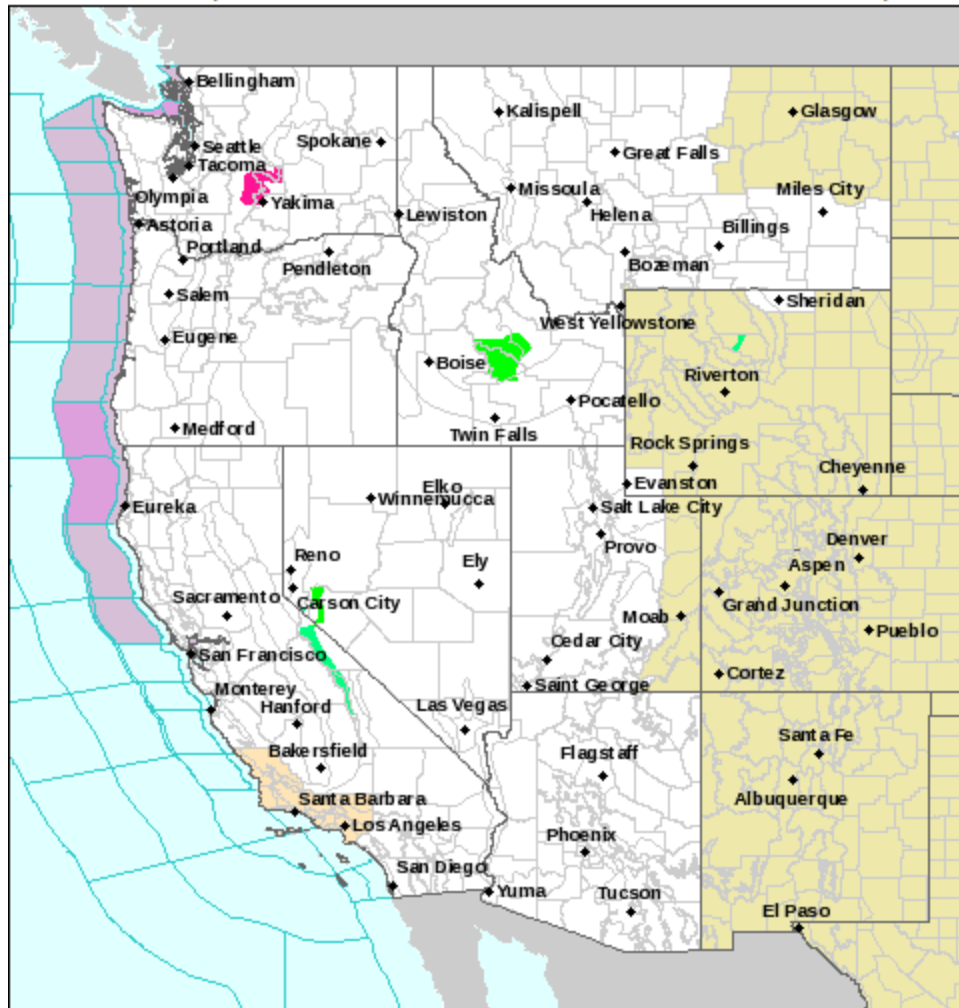 Bellingham
Kalispell
Glasgow
Spokane
Seattle
Great Falls
Tacoma
Missoula
Miles City
Olympia
Yakima
Lewiston
Helena
Astoria
Billings
Portland
Pendleton
Bozeman
Salem
Sheridan
West Yellowstone
Eugene
Boise
Riverton
Pocatello
Medford
Twin Falls
Rock Springs
Cheyenne
Evanston
Elko
Winnemucca
Eureka
Salt Lake City
Denver
Provo
Reno
Ely
Aspen
Sacramento
Carson City
Grand Junction
Moab
Pueblo
Cedar City
San Francisco
Cortez
Saint George
Monterey
Hanford
Las Vegas
Santa Fe
Bakersfield
Flagstaff
Santa Barbara
Albuquerque
Los Angeles
Phoenix
San Diego
Yuma
Tucson
El Paso